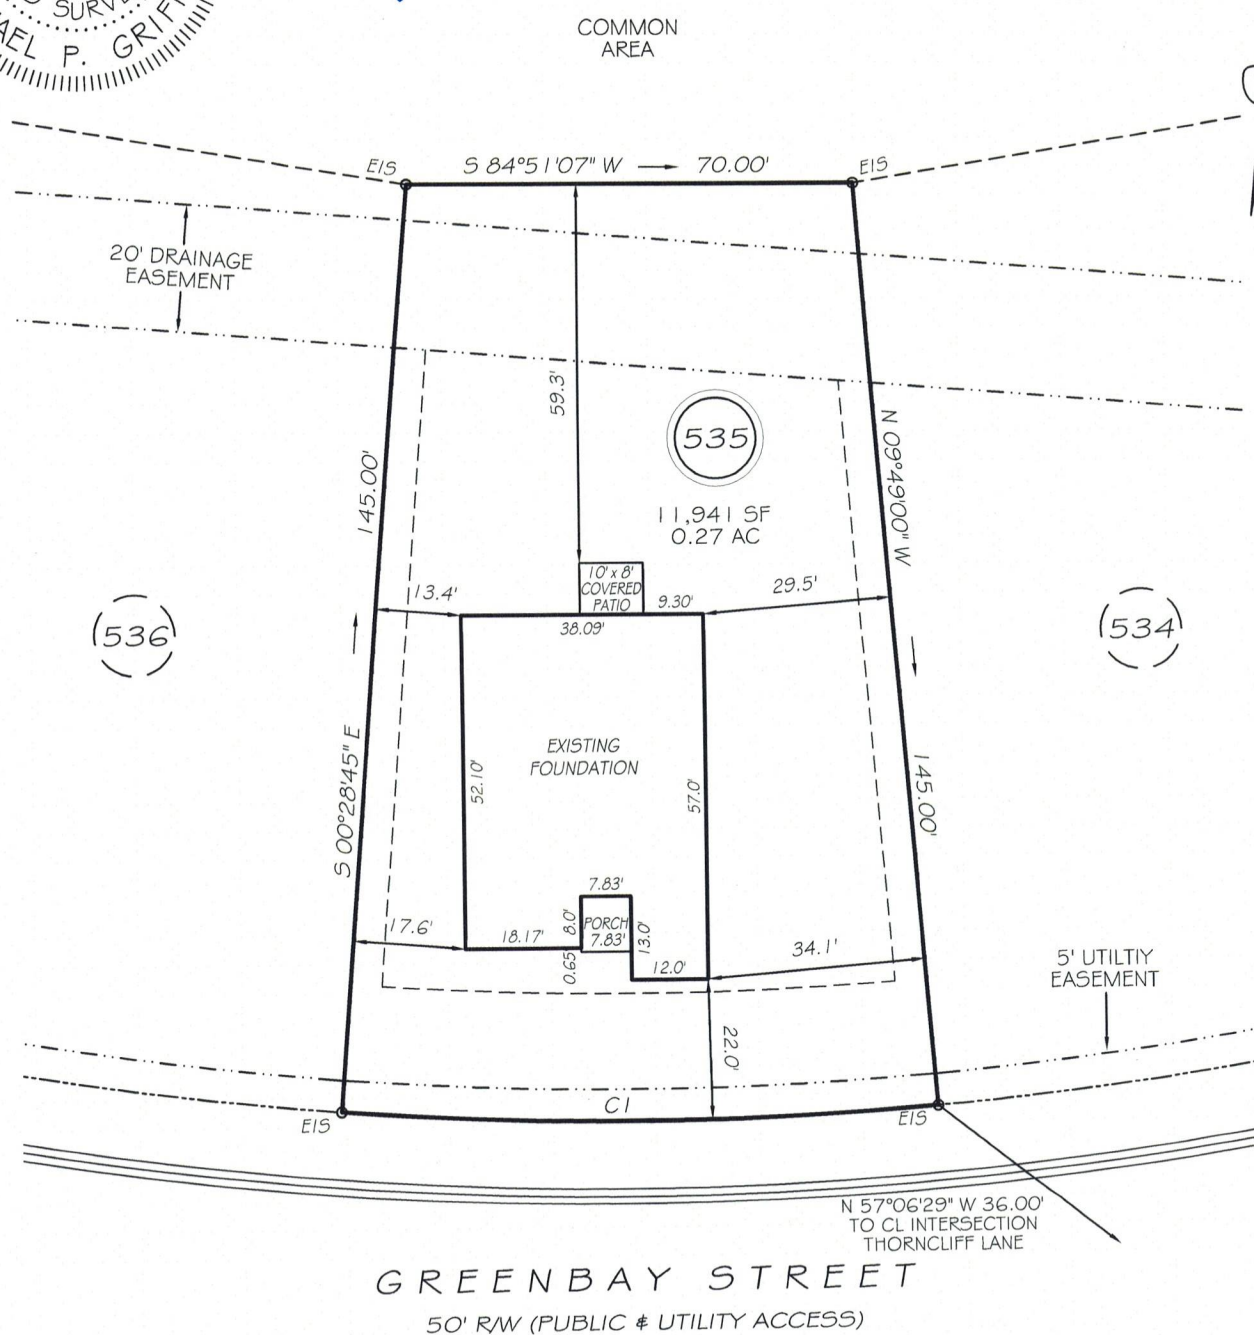 SURVE
AEL P. GRIF
COMMON
AREA
EIS
S 84°51'07" W 70.00'
EIS
20' DRAINAGE
EASEMENT
59.3'
535
11,941 SF
0.27 AC
N 09°49'00" W
145.00'
145.00'
S 00°28'45" E
536
534
10' x 8'
COVERED
PATIO
13.4'
9.30'
29.5'
38.09'
EXISTING
FOUNDATION
52.10'
57.0'
7.83'
8.0'
PORCH
7.83'
13.0'
17.6'
18.17'
0.65'
12.0'
34.1'
5' UTILTIY
EASEMENT
22.0'
C1
EIS
EIS
N 57°06'29" W 36.00'
TO CL INTERSECTION
THORNCLIFF LANE
GREENBAY STREET
50' R/W (PUBLIC & UTILITY ACCESS)